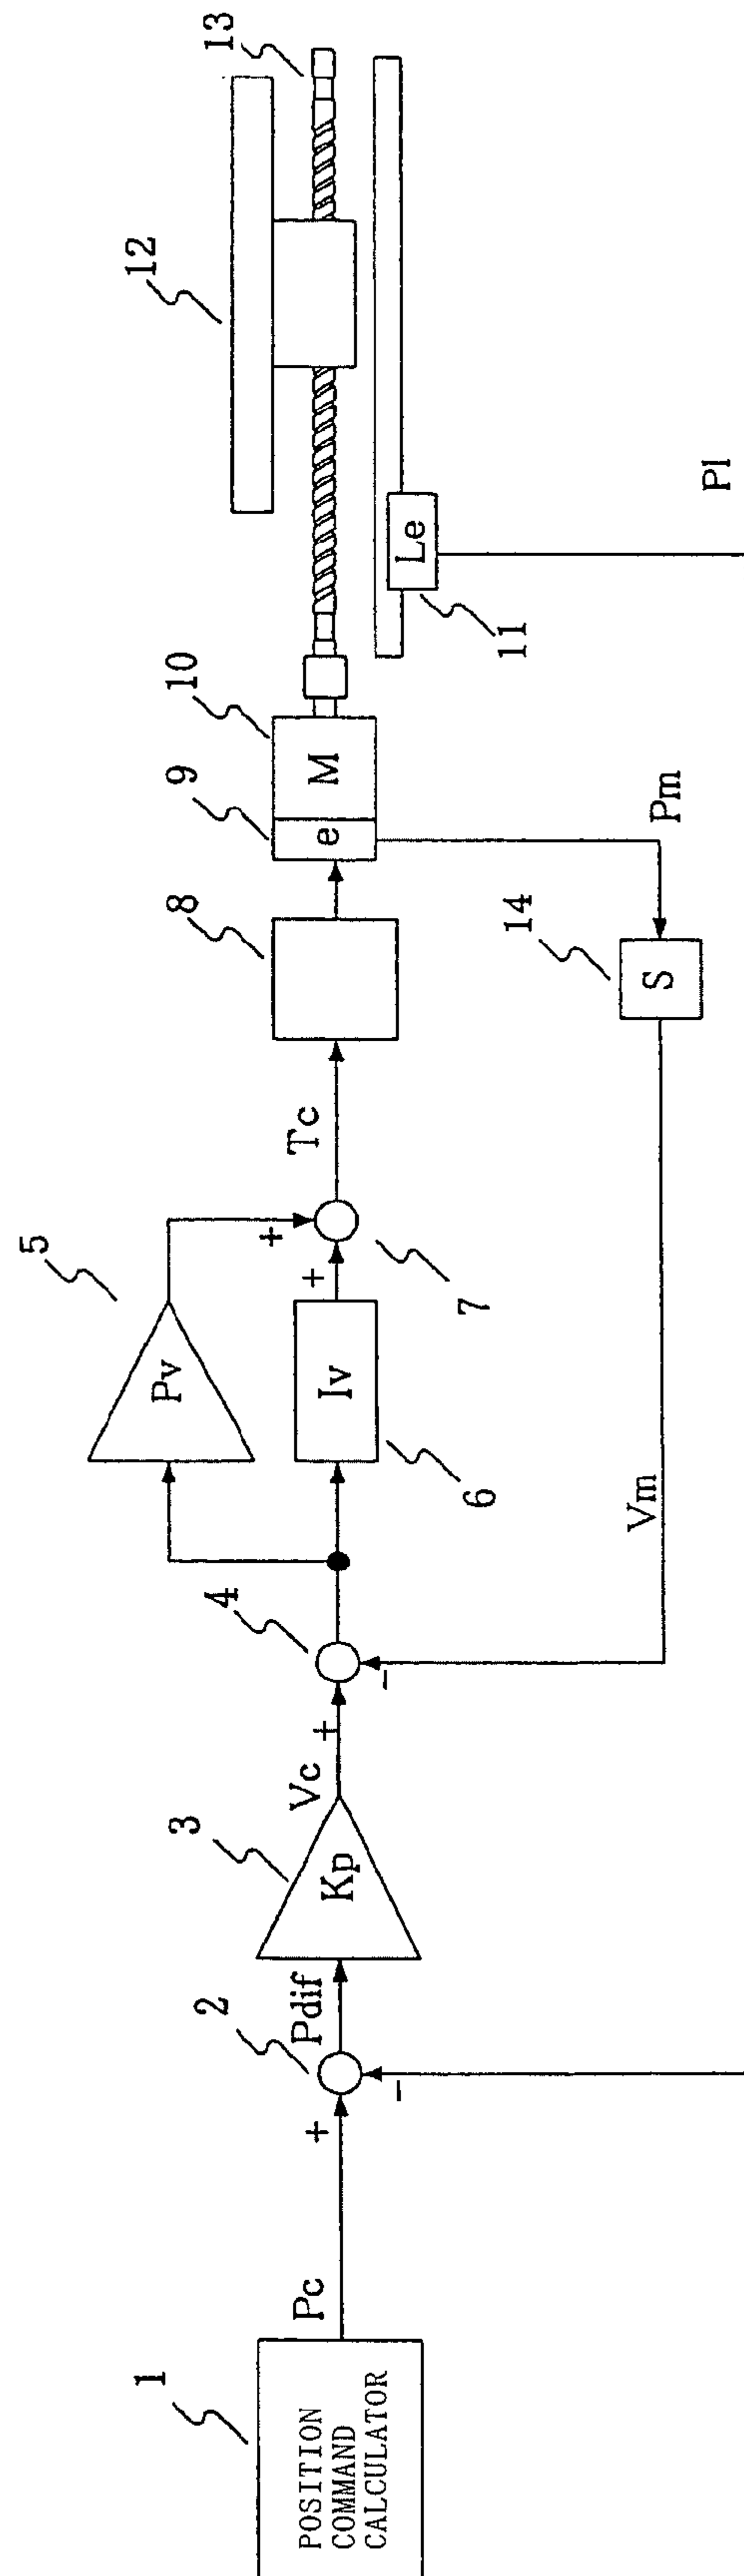 1
POSITION
COMMAND
CALCULATOR
Pc
+
-
2
Pdif
3
Kp
Vc
+
-
4
5
Pv
Iv
6
+
+
7
Tc
8
9
e
10
M
Pm
14
S
Vm
11
Le
Pl
12
13